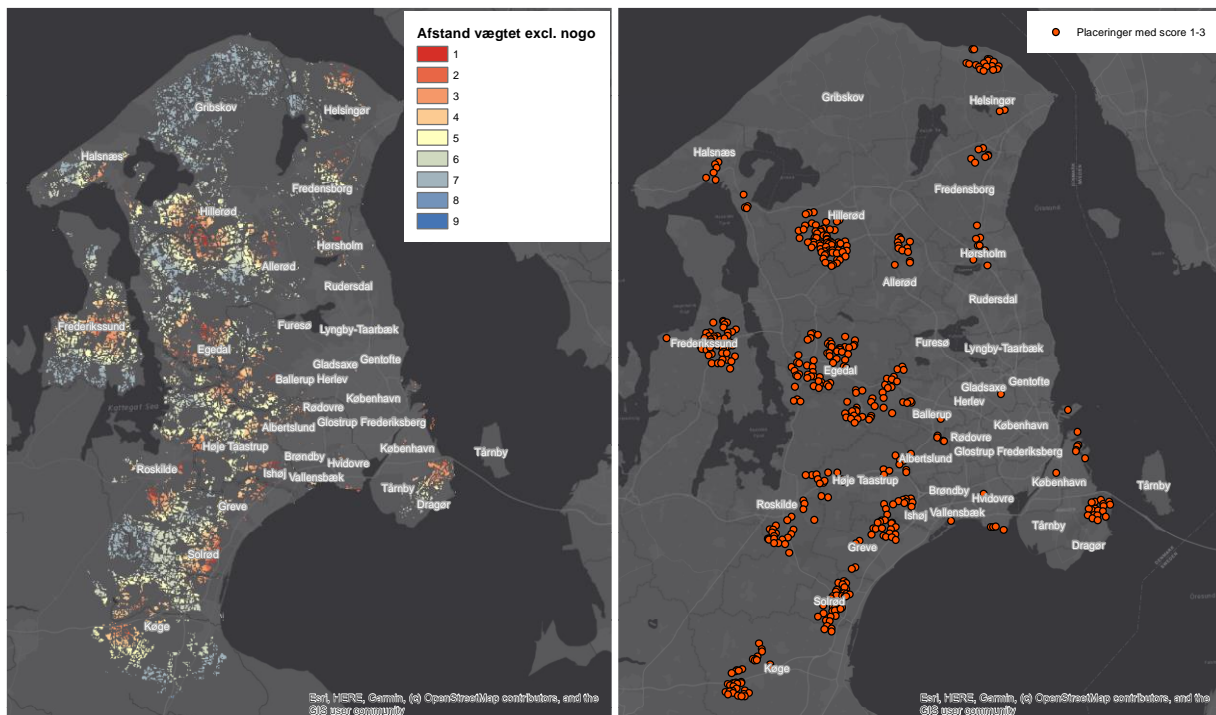 Afstand vægtet excl. nogo
1
2
3
4
5
6
7
8
9
Gribskov
Helsingør
Halsnæs
Fredensborg
Hillerød
Hørsholm
Allerød
Rudersdal
Frederikssund
Furesø
Lyngby-Taarbæk
Egedal
Gladsaxe
Gentofte
Ballerup
Herlev
København
Rødovre
Albertslund
Glostrup
Frederiksberg
Høje Taastrup
København
Tårnby
Brøndby
Roskilde
Ishøj
Hvidovre
Vallensbæk
Tårnby
Dragør
Greve
Solrød
Køge
Kattegat Sea
Esri, HERE, Garmin, (c) OpenStreetMap contributors, and the
GIS user community
Placeringer med score 1-3
Gribskov
Helsingør
Halsnæs
Fredensborg
Hillerød
Hørsholm
Allerød
Rudersdal
Frederikssund
Furesø
Lyngby-Taarbæk
Egedal
Gladsaxe
Gentofte
Herlev
Ballerup
København
Rødovre
Glostrup
Frederiksberg
Albertslund
Høje Taastrup
København
Tårnby
Brøndby
Hvidovre
Roskilde
Ishøj
Vallensbæk
Tårnby
Dragør
Greve
Solrød
Køge
Esri, HERE, Garmin, (c) OpenStreetMap contributors, and the
GIS user community